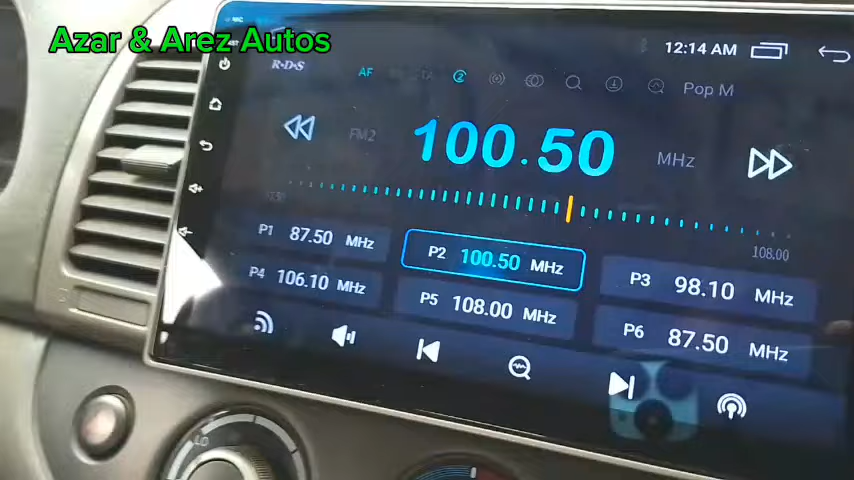 Azar & Arez Autos
12:14 AM
R·D·S
AF
TA
Pop M
FM2
100.50
MHz
108.00
P1 87.50 MHz
P2 100.50 MHz
P3 98.10 MHz
P4 106.10 MHz
P5 108.00 MHz
P6 87.50 MHz
LO